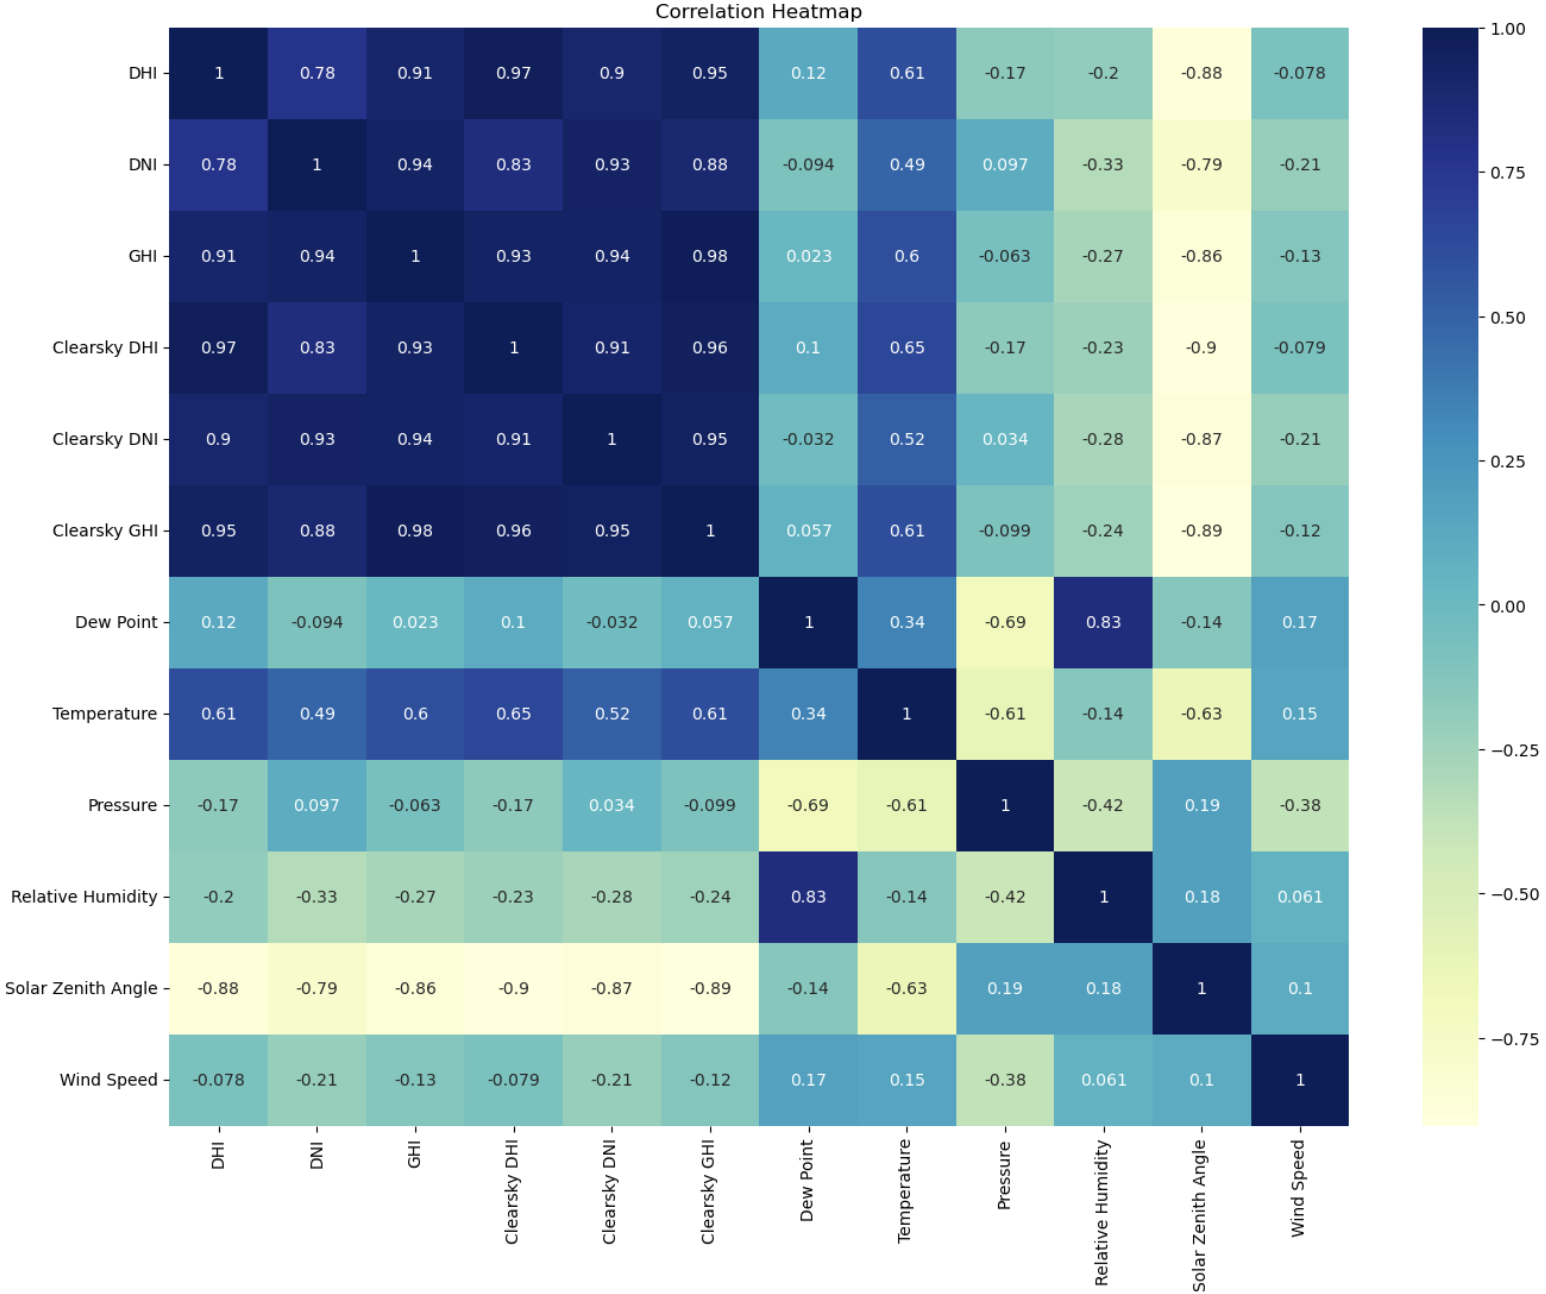 Correlation Heatmap
DHI 1 0.78 0.91 0.97 0.9 0.95 0.12 0.61 -0.17 -0.2 -0.88 -0.078
DNI 0.78 1 0.94 0.83 0.93 0.88 -0.094 0.49 0.097 -0.33 -0.79 -0.21
GHI 0.91 0.94 1 0.93 0.94 0.98 0.023 0.6 -0.063 -0.27 -0.86 -0.13
Clearsky DHI 0.97 0.83 0.93 1 0.91 0.96 0.1 0.65 -0.17 -0.23 -0.9 -0.079
Clearsky DNI 0.9 0.93 0.94 0.91 1 0.95 -0.032 0.52 0.034 -0.28 -0.87 -0.21
Clearsky GHI 0.95 0.88 0.98 0.96 0.95 1 0.057 0.61 -0.099 -0.24 -0.89 -0.12
Dew Point 0.12 -0.094 0.023 0.1 -0.032 0.057 1 0.34 -0.69 0.83 -0.14 0.17
Temperature 0.61 0.49 0.6 0.65 0.52 0.61 0.34 1 -0.61 -0.14 -0.63 0.15
Pressure -0.17 0.097 -0.063 -0.17 0.034 -0.099 -0.69 -0.61 1 -0.42 0.19 -0.38
Relative Humidity -0.2 -0.33 -0.27 -0.23 -0.28 -0.24 0.83 -0.14 -0.42 1 0.18 0.061
Solar Zenith Angle -0.88 -0.79 -0.86 -0.9 -0.87 -0.89 -0.14 -0.63 0.19 0.18 1 0.1
Wind Speed -0.078 -0.21 -0.13 -0.079 -0.21 -0.12 0.17 0.15 -0.38 0.061 0.1 1
DHI
DNI
GHI
Clearsky DHI
Clearsky DNI
Clearsky GHI
Dew Point
Temperature
Pressure
Relative Humidity
Solar Zenith Angle
Wind Speed
1.00
0.75
0.50
0.25
0.00
−0.25
−0.50
−0.75